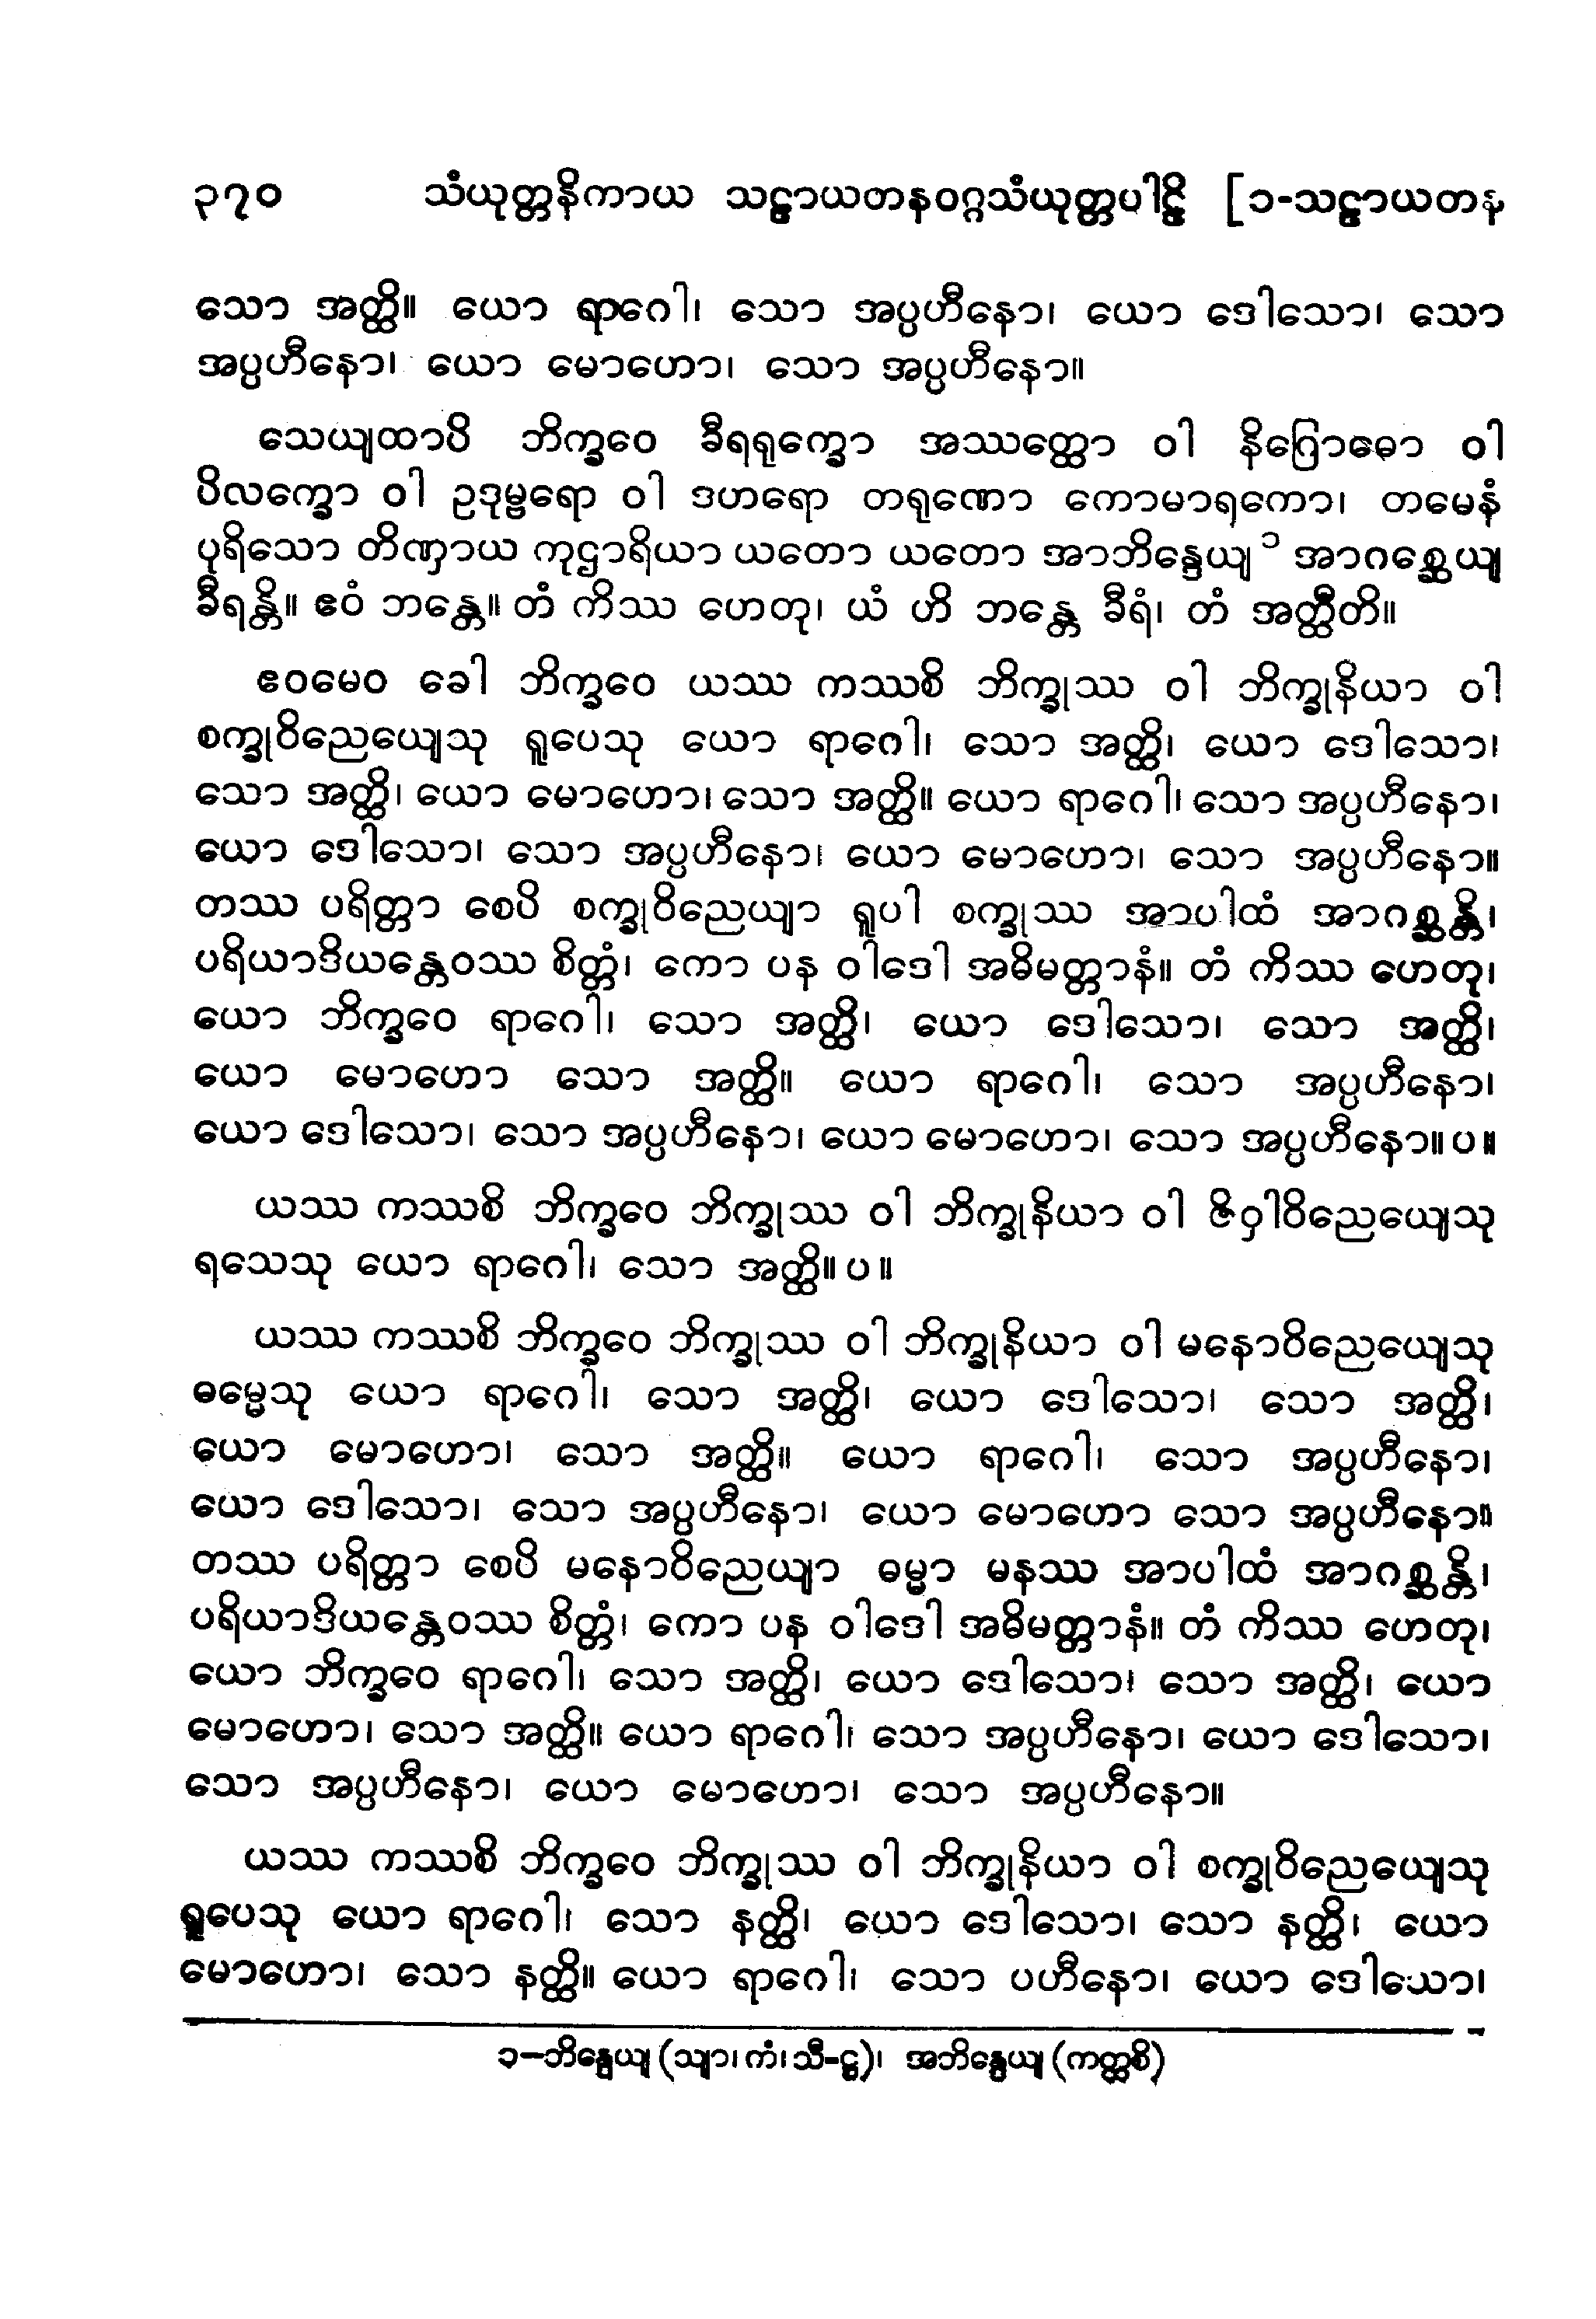 ၃၇၀ သံယုတ္တနိကာယ သဠာယတနဝဂ္ဂသံယုတ္တပါဠိ [၁-သဠာယတန
သော အတ္ထိ။ ယော ရာဂေါ၊ သော အပ္ပဟီနော၊ ယော ဒေါသော၊ သော
အပ္ပဟီနော၊ ယော မောဟော၊ သော အပ္ပဟီနော။
သေယျထာပိ ဘိက္ခဝေ ခီရရုက္ခော အဿတ္ထော ဝါ နိဂြောဓော ဝါ
ပိလက္ခော ဝါ ဥဒုမ္ဗရော ဝါ ဒဟရော တရုဏော ကောမာရကော၊ တမေနံ
ပုရိသော တိဏှာယ ကုဌာရိယာ ယတော ယတော အာဘိန္ဒေယျ ၁ အာဂစ္ဆေယျ
ခီရန္တိ။ ဧဝံ ဘန္တေ။ တံ ကိဿ ဟေတု၊ ယံ ဟိ ဘန္တေ ခီရံ၊ တံ အတ္ထီတိ။
ဧဝမေဝ ခေါ ဘိက္ခဝေ ယဿ ကဿစိ ဘိက္ခုဿ ဝါ ဘိက္ခုနိယာ ဝါ
စက္ခုဝိညေယျေသု ရူပေသု ယော ရာဂေါ၊ သော အတ္ထိ၊ ယော ဒေါသော၊
သော အတ္ထိ၊ ယော မောဟော၊ သော အတ္ထိ။ ယော ရာဂေါ၊ သော အပ္ပဟီနော၊
ယော ဒေါသော၊ သော အပ္ပဟီနော၊ ယော မောဟော၊ သော အပ္ပဟီနော။
တဿ ပရိတ္တာ စေပိ စက္ခုဝိညေယျာ ရူပါ စက္ခုဿ အာပါထံ အာဂစ္ဆန္တိ၊
ပရိယာဒိယန္တေဝဿ စိတ္တံ၊ ကော ပန ဝါဒေါ အဓိမတ္တာနံ။ တံ ကိဿ ဟေတု၊
ယော ဘိက္ခဝေ ရာဂေါ၊ သော အတ္ထိ၊ ယော ဒေါသော၊ သော အတ္ထိ၊
ယော မောဟော သော အတ္ထိ။ ယော ရာဂေါ၊ သော အပ္ပဟီနော၊
ယော ဒေါသော၊ သော အပ္ပဟီနော၊ ယော မောဟော၊ သော အပ္ပဟီနော။ ပ ။
ယဿ ကဿစိ ဘိက္ခဝေ ဘိက္ခုဿ ဝါ ဘိက္ခုနိယာ ဝါ ဇိဝှါဝိညေယျေသု
ရသေသု ယော ရာဂေါ၊ သော အတ္ထိ။ ပ ။
ယဿ ကဿစိ ဘိက္ခဝေ ဘိက္ခုဿ ဝါ ဘိက္ခုနိယာ ဝါ မနောဝိညေယျေသု
ဓမ္မေသု ယော ရာဂေါ၊ သော အတ္ထိ၊ ယော ဒေါသော၊ သော အတ္ထိ၊
ယော မောဟော၊ သော အတ္ထိ။ ယော ရာဂေါ၊ သော အပ္ပဟီနော၊
ယော ဒေါသော၊ သော အပ္ပဟီနော၊ ယော မောဟော သော အပ္ပဟီနော။
တဿ ပရိတ္တာ စေပိ မနောဝိညေယျာ ဓမ္မာ မနဿ အာပါထံ အာဂစ္ဆန္တိ၊
ပရိယာဒိယန္တေဝဿ စိတ္တံ၊ ကော ပန ဝါဒေါ အဓိမတ္တာနံ။ တံ ကိဿ ဟေတု၊
ယော ဘိက္ခဝေ ရာဂေါ၊ သော အတ္ထိ၊ ယော ဒေါသော၊ သော အတ္ထိ၊ ယော
မောဟော၊ သော အတ္ထိ။ ယော ရာဂေါ၊ သော အပ္ပဟီနော၊ ယော ဒေါသော၊
သော အပ္ပဟီနော၊ ယော မောဟော၊ သော အပ္ပဟီနော။
ယဿ ကဿစိ ဘိက္ခဝေ ဘိက္ခုဿ ဝါ ဘိက္ခုနိယာ ဝါ စက္ခုဝိညေယျေသု
ရူပေသု ယော ရာဂေါ၊ သော နတ္ထိ၊ ယော ဒေါသော၊ သော နတ္ထိ၊ ယော
မောဟော၊ သော နတ္ထိ။ ယော ရာဂေါ၊ သော ပဟီနော၊ ယော ဒေါသော၊
၁-ဘိန္ဒေယျ (သျာ၊ ကံ၊ သီ-ဋ္ဌ)၊ အဘိန္ဒေယျ (ကတ္ထစိ)